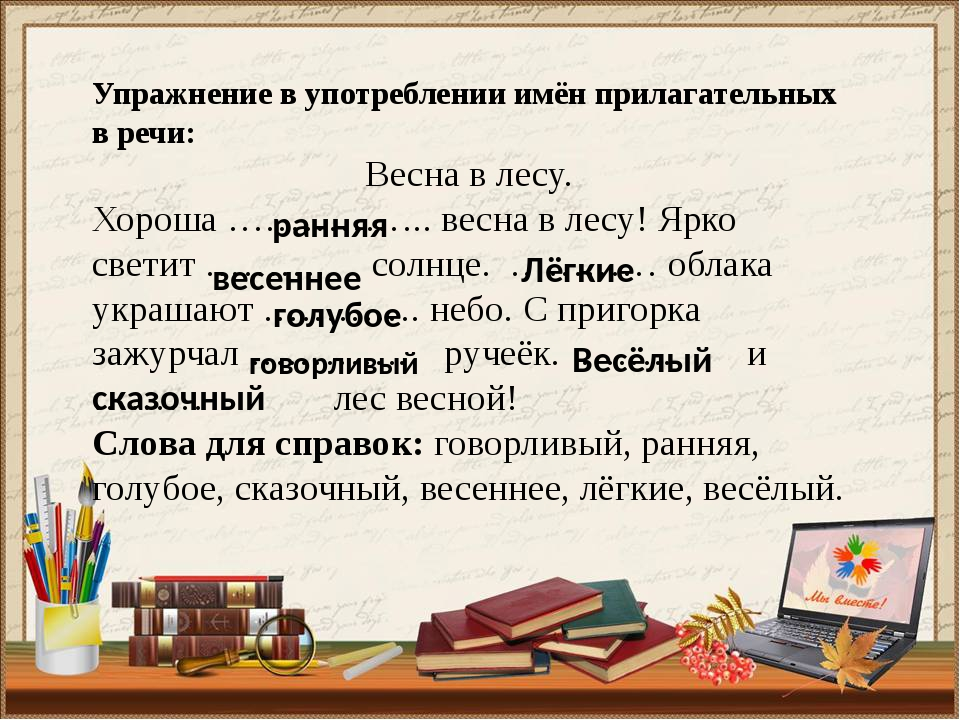 Упражнение в употреблении имён прилагательных
в речи:
Весна в лесу.
Хороша ….ранняя….. весна в лесу! Ярко
светит .весеннее солнце. .Лёгкие… облака
украшают .голубое.. небо. С пригорка
зажурчал говорливый ручеёк. Весёлый и
сказочный лес весной!
Слова для справок: говорливый, ранняя,
голубое, сказочный, весеннее, лёгкие, весёлый.
Мы вместе!